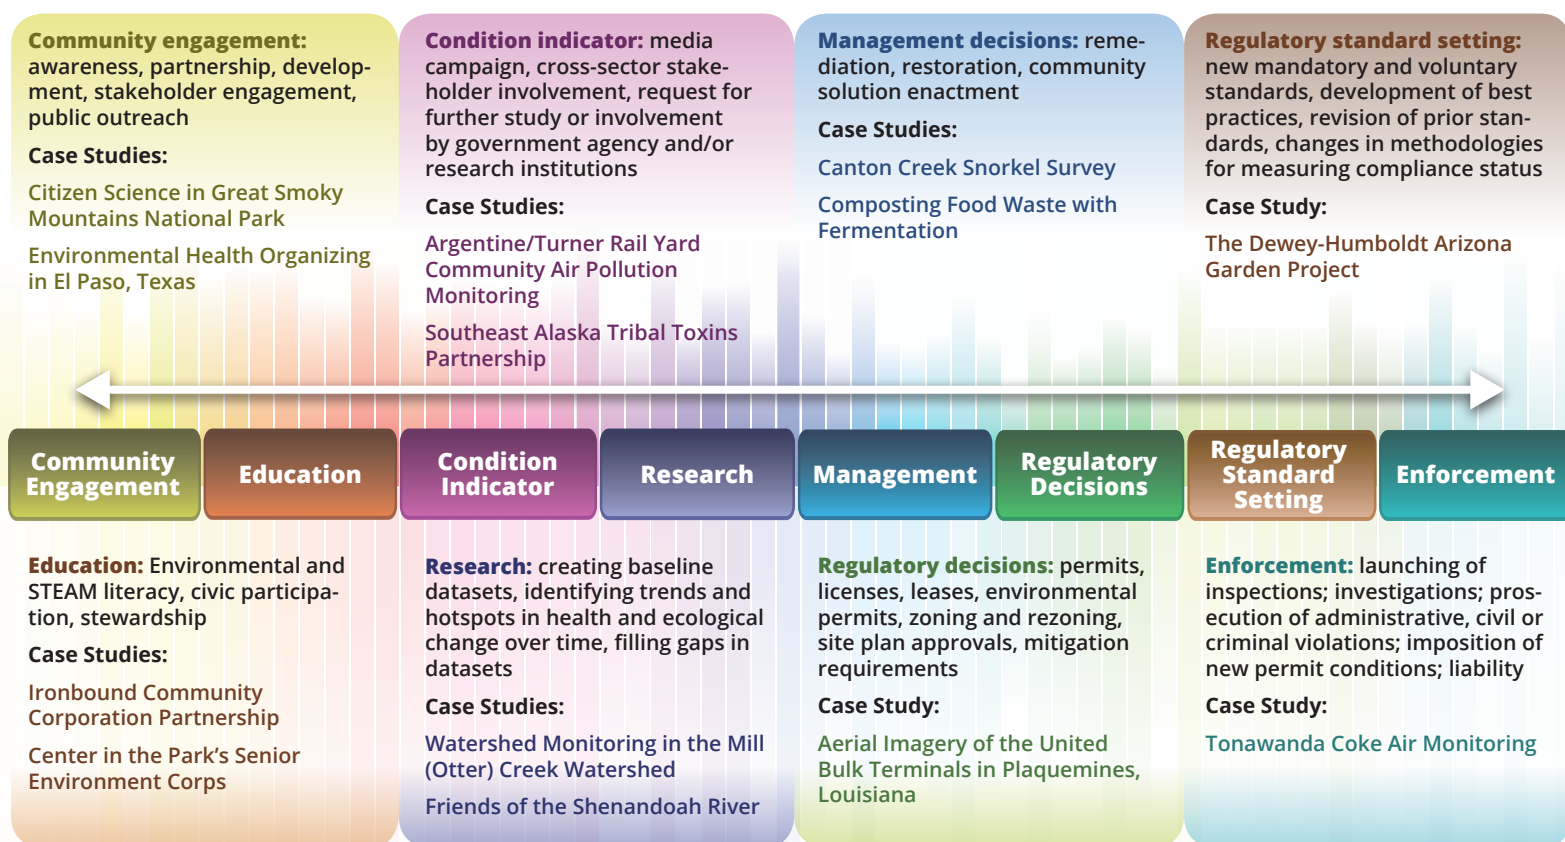 Community engagement:
awareness, partnership, develop-
ment, stakeholder engagement,
public outreach
Case Studies:
Citizen Science in Great Smoky
Mountains National Park
Environmental Health Organizing
in El Paso, Texas
Condition indicator: media
campaign, cross-sector stake-
holder involvement, request for
further study or involvement
by government agency and/or
research institutions
Case Studies:
Argentine/Turner Rail Yard
Community Air Pollution
Monitoring
Southeast Alaska Tribal Toxins
Partnership
Management decisions: reme-
diation, restoration, community
solution enactment
Case Studies:
Canton Creek Snorkel Survey
Composting Food Waste with
Fermentation
Regulatory standard setting:
new mandatory and voluntary
standards, development of best
practices, revision of prior stan-
dards, changes in methodologies
for measuring compliance status
Case Study:
The Dewey-Humboldt Arizona
Garden Project
Community
Engagement
Education
Condition
Indicator
Research
Management
Regulatory
Decisions
Regulatory
Standard
Setting
Enforcement
Education: Environmental and
STEAM literacy, civic participa-
tion, stewardship
Case Studies:
Ironbound Community
Corporation Partnership
Center in the Park's Senior
Environment Corps
Research: creating baseline
datasets, identifying trends and
hotspots in health and ecological
change over time, filling gaps in
datasets
Case Studies:
Watershed Monitoring in the Mill
(Otter) Creek Watershed
Friends of the Shenandoah River
Regulatory decisions: permits,
licenses, leases, environmental
permits, zoning and rezoning,
site plan approvals, mitigation
requirements
Case Study:
Aerial Imagery of the United
Bulk Terminals in Plaquemines,
Louisiana
Enforcement: launching of
inspections; investigations; pros-
ecution of administrative, civil or
criminal violations; imposition of
new permit conditions; liability
Case Study:
Tonawanda Coke Air Monitoring